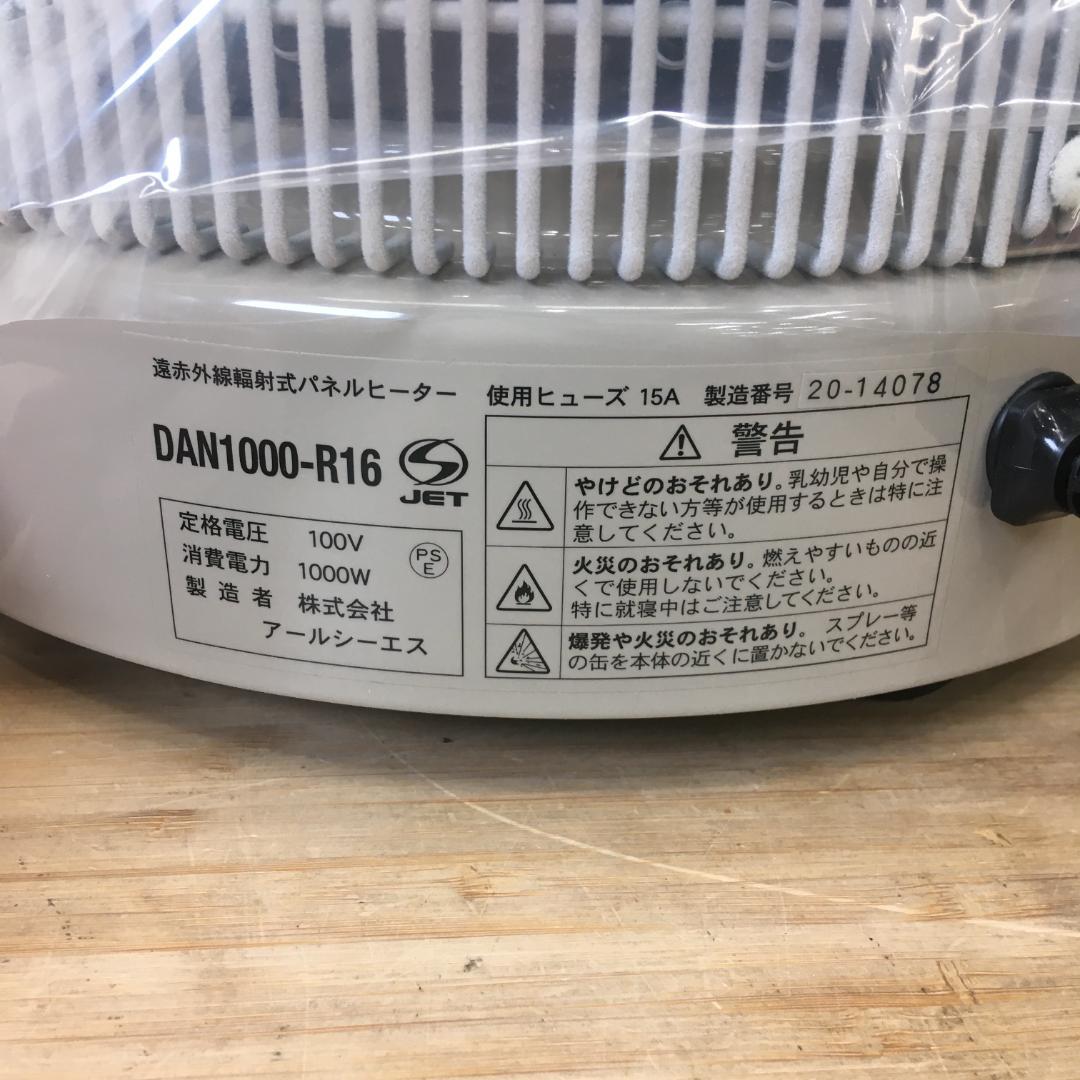 遠赤外線輻射式パネルヒーター 使用ヒューズ 15A 製造番号 20-14078
DAN1000-R16
JET
定格電圧 100V
消費電力 1000W
PS
E
製造者 株式会社
アールシーエス
警告
やけどのおそれあり。乳幼児や自分で操
作できない方等が使用するときは特に注
意してください。
火災のおそれあり。燃えやすいものの近
くで使用しないでください。
特に就寝中はご注意してください。
爆発や火災のおそれあり。 スプレー等
の缶を本体の近くに置かないでください。